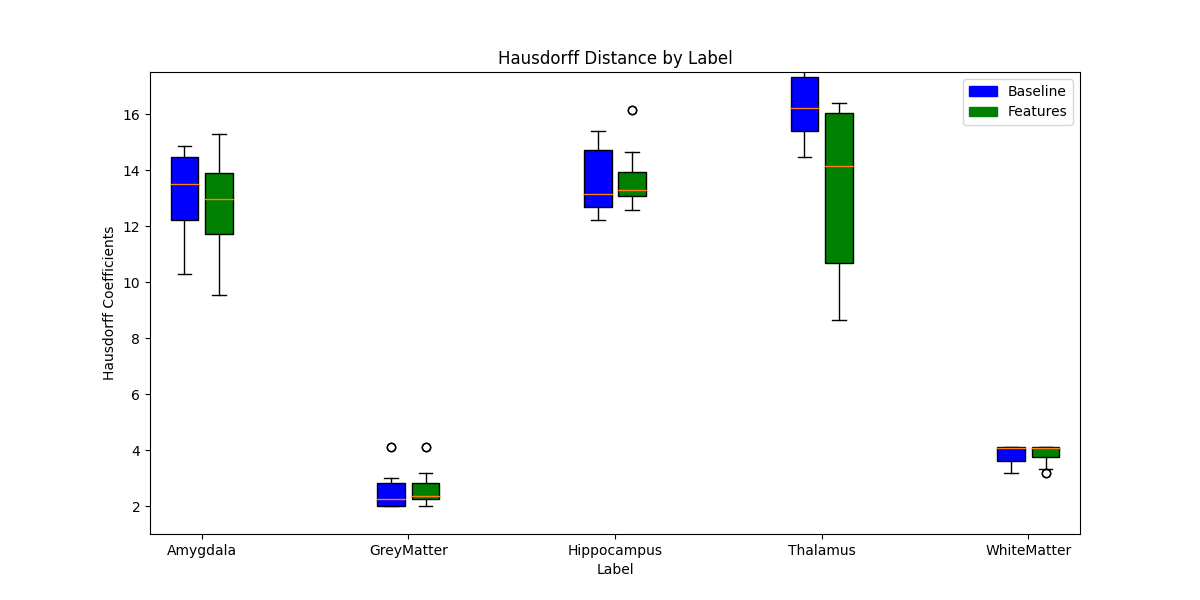 Hausdorff Distance by Label
Baseline
Features
Hausdorff Coefficients
16
14
12
10
8
6
4
2
Amygdala GreyMatter Hippocampus Thalamus WhiteMatter
Label